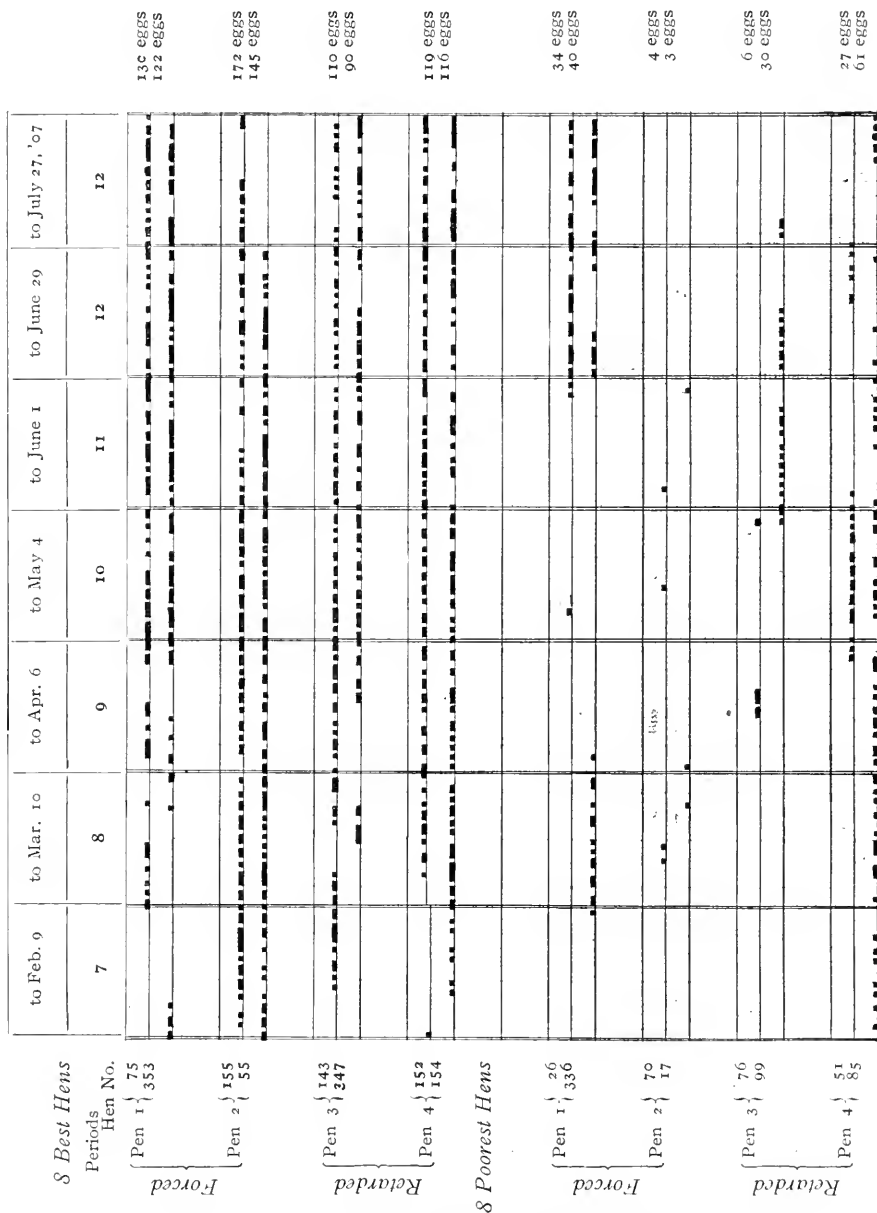 to Feb. 9 to Mar. 10 to Apr. 6 to May 4 to June 1 to June 29 to July 27, '07
8 Best Hens
Periods 7 8 9 10 11 12 12
Hen No.
Forced
Pen 1 } 75 130 eggs
353 122 eggs
Pen 2 } 155 172 eggs
55 145 eggs
Retarded
Pen 3 } 143 110 eggs
247 90 eggs
Pen 4 } 152 119 eggs
154 116 eggs
8 Poorest Hens
Forced
Pen 1 } 26 34 eggs
336 40 eggs
Pen 2 } 79 4 eggs
17 3 eggs
Retarded
Pen 3 } 76 6 eggs
99 30 eggs
Pen 4 } 51 27 eggs
85 61 eggs